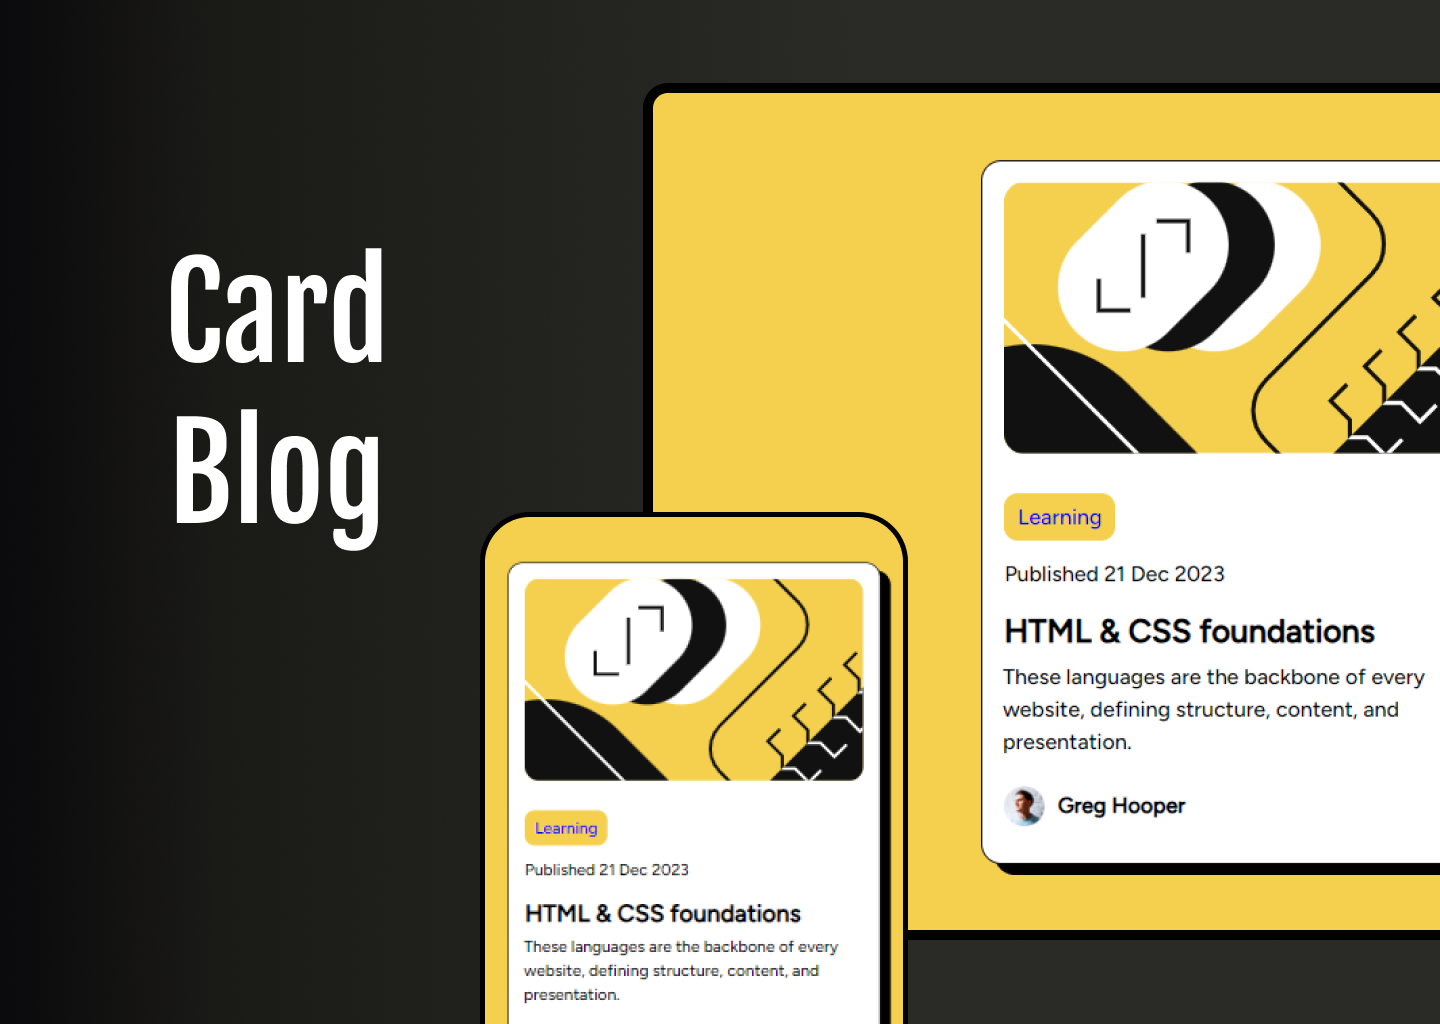 Card
Blog
Learning
Published 21 Dec 2023
HTML & CSS foundations
These languages are the backbone of every
website, defining structure, content, and
presentation.
Greg Hooper
Learning
Published 21 Dec 2023
HTML & CSS foundations
These languages are the backbone of every
website, defining structure, content, and
presentation.